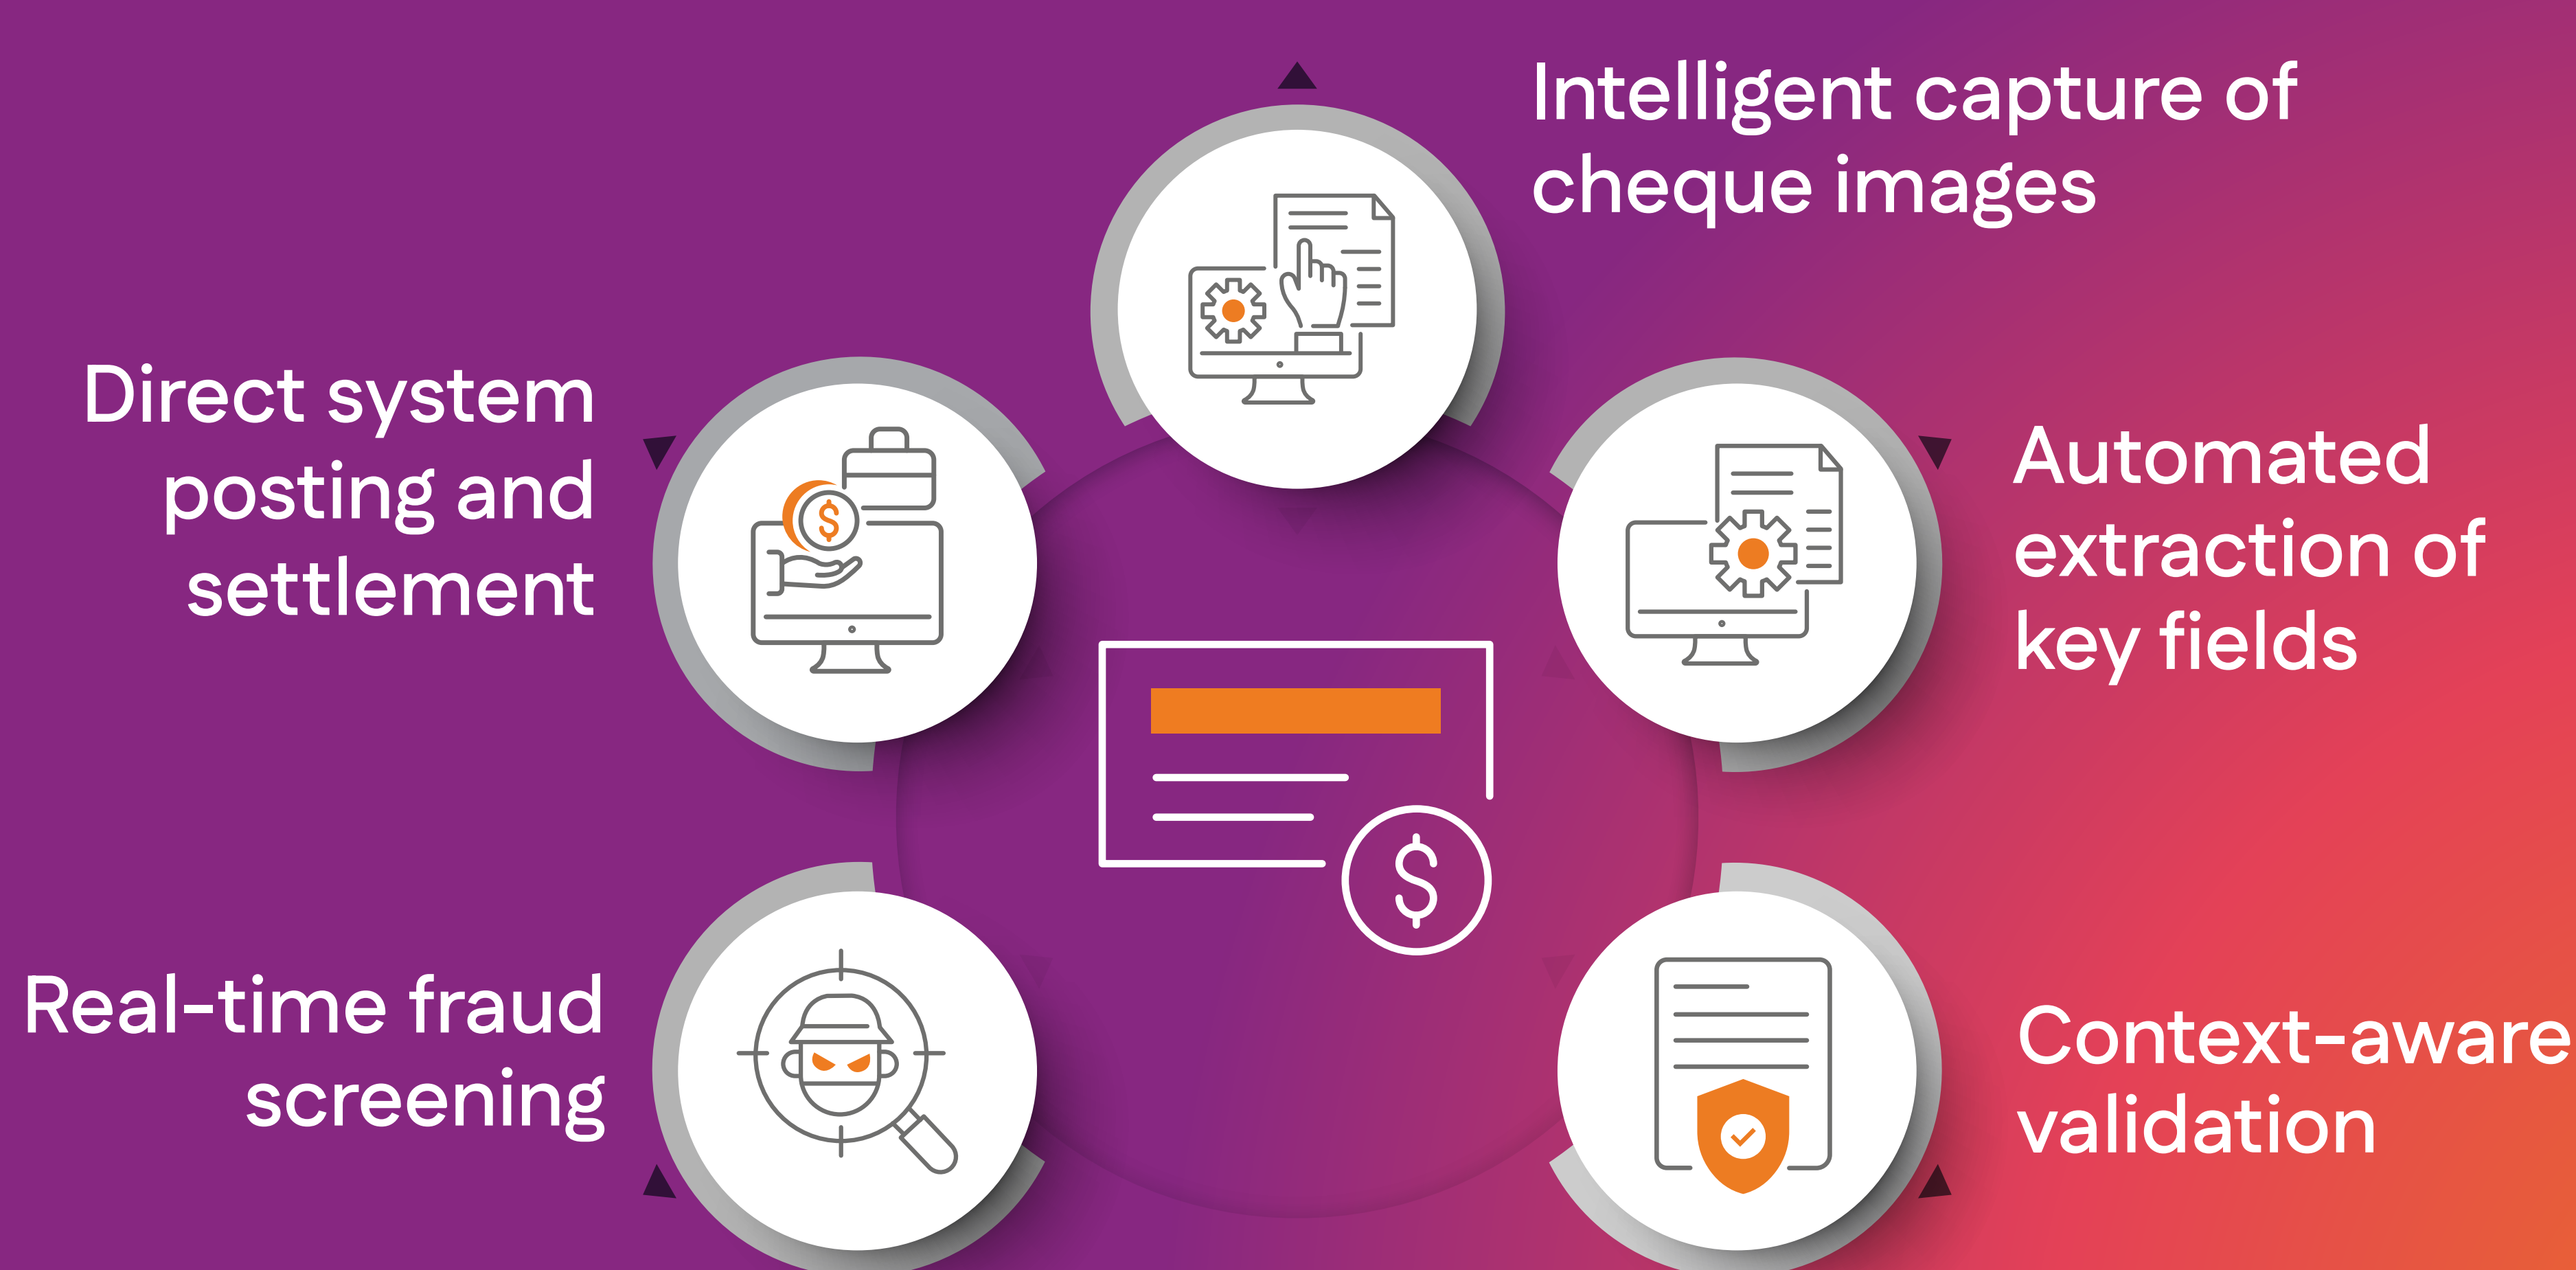 Intelligent capture of
cheque images
Automated
extraction of
key fields
Context-aware
validation
Real-time fraud
screening
Direct system
posting and
settlement
$
$